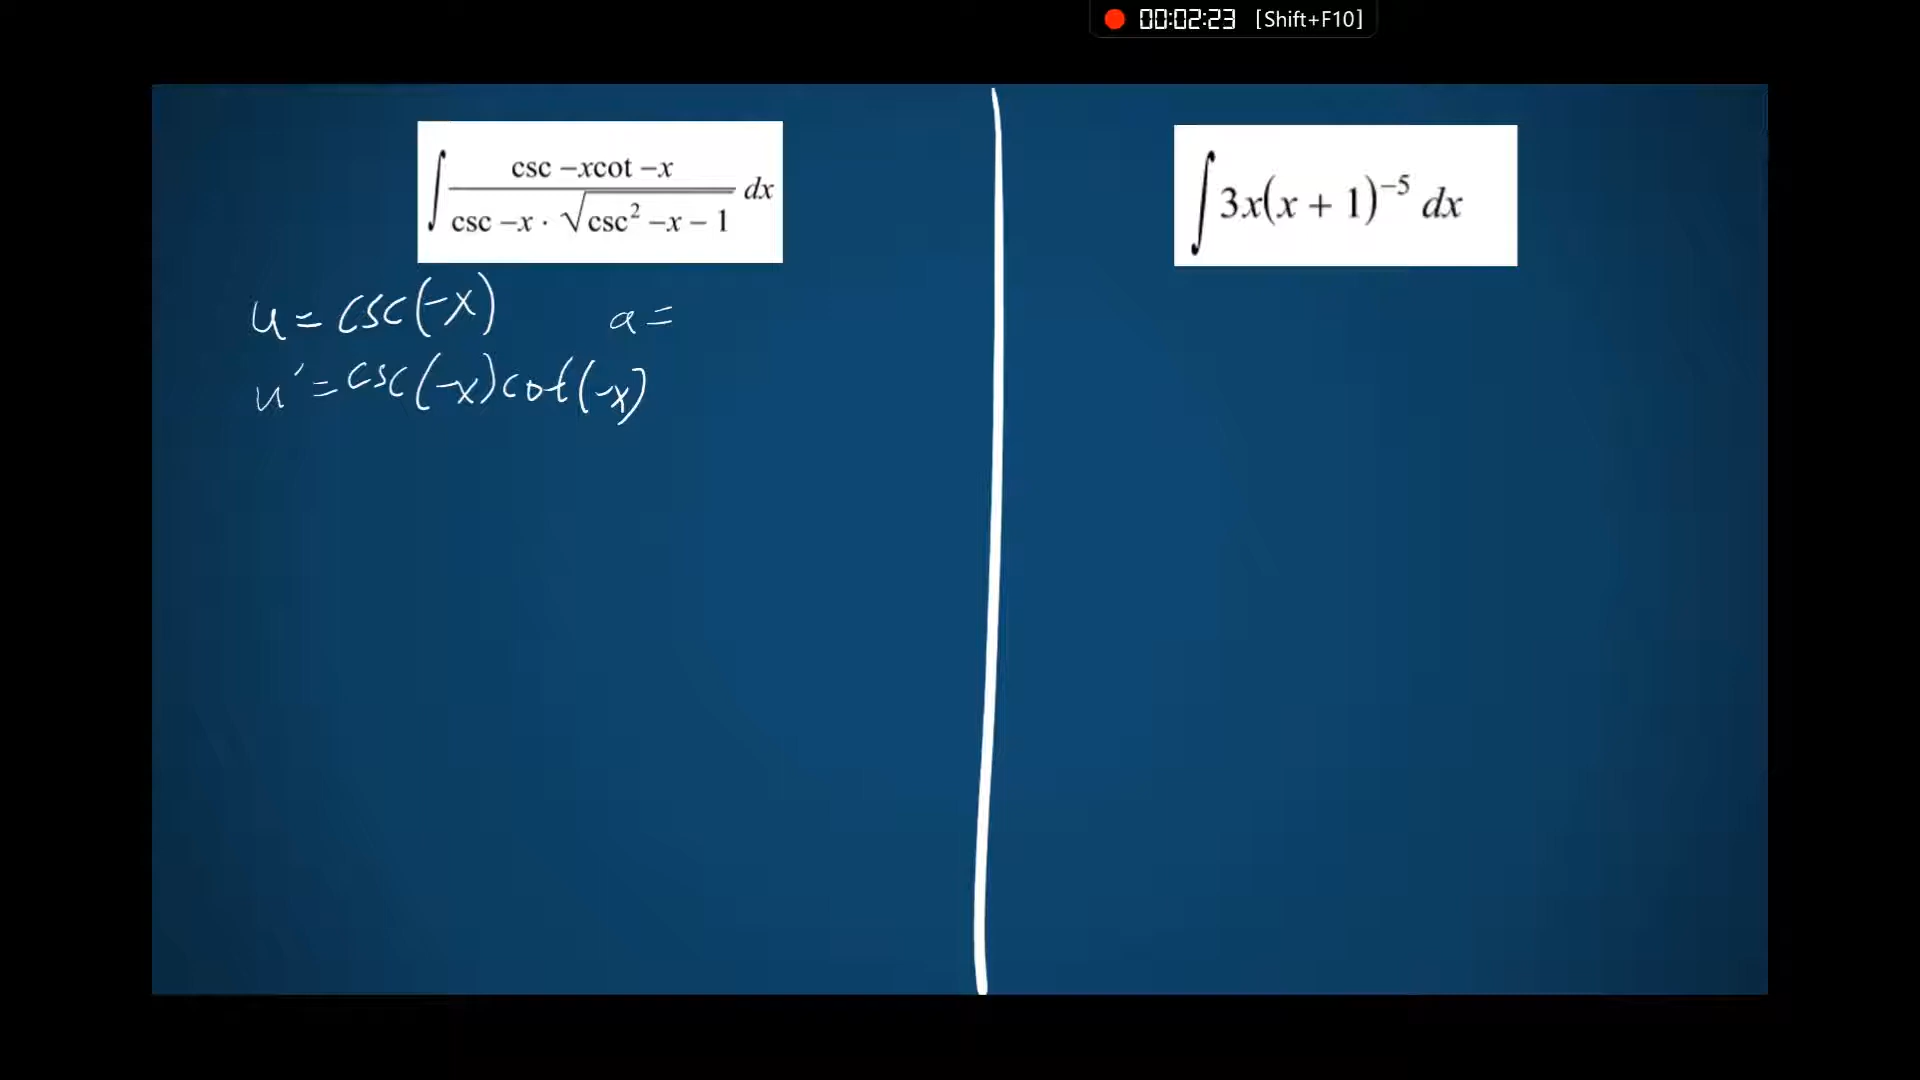 00:02:23 [Shift+F10]
∫ csc −xcot −x / csc −x · √csc² −x − 1 dx
u = csc(-x) a =
u' = csc(-x)cot(-x)
∫ 3x(x + 1)⁻⁵ dx